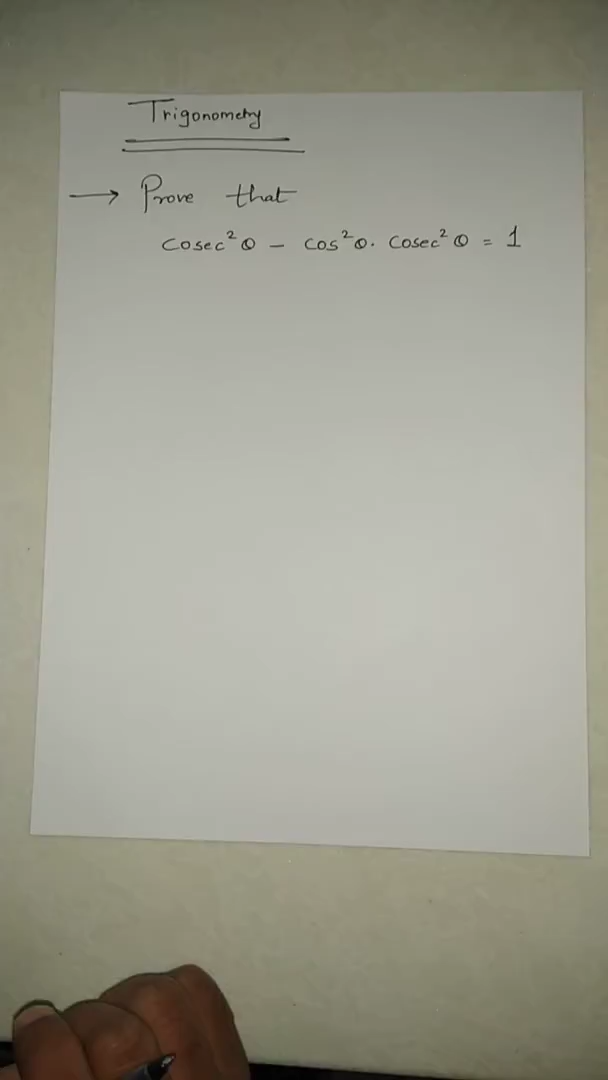 Trigonometry
→ Prove that
Cosec²θ - Cos²θ. Cosec²θ = 1